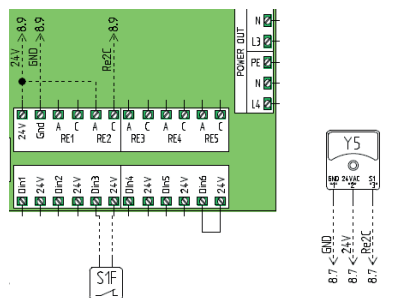 24V >>8.9
GND >>8.9
Re2C >>8.9
POWER OUT
N
L3
PE
N
L4
24V Gnd A C A C A C A C A C
RE1 RE2 RE3 RE4 RE5
Din1 24V Din2 24V Din3 24V Din4 24V Din5 24V Din6 24V
S1F
Y5
GND 24VAC S1
GND 24V Re2C
8.7 8.7 8.7